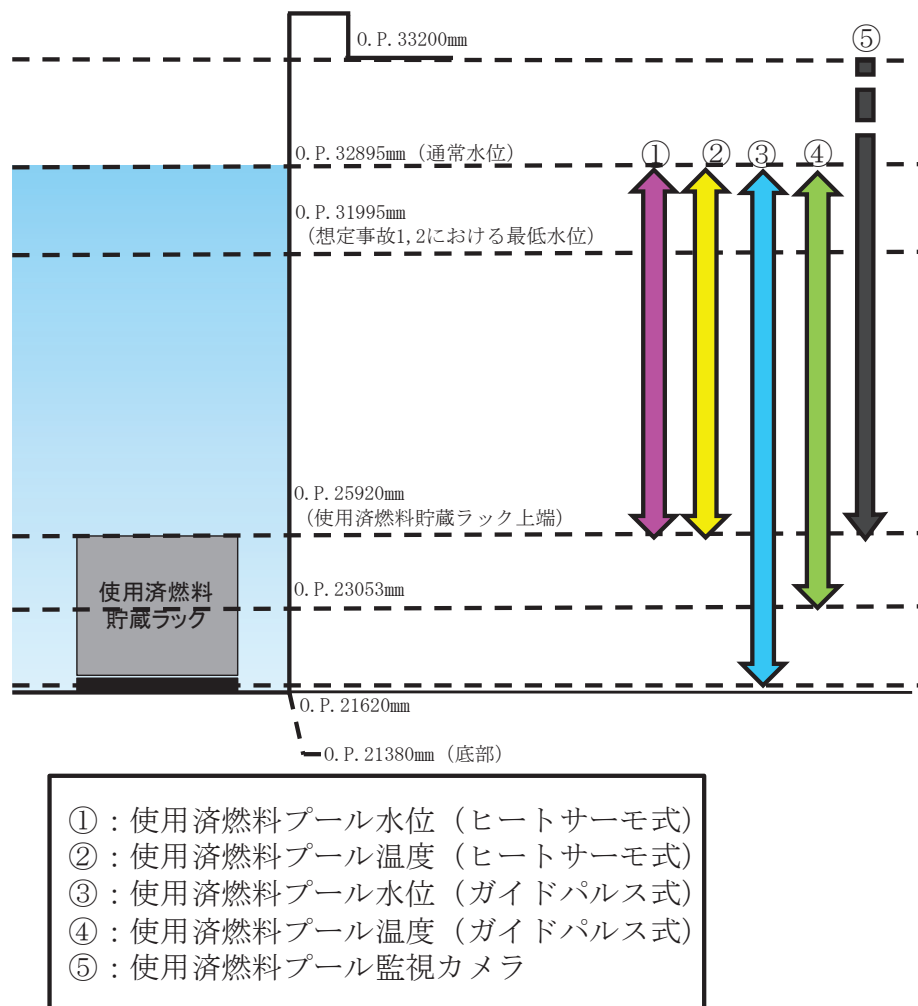 O.P.33200mm
⑤
O.P.32895mm（通常水位）
① ② ③ ④
O.P.31995mm
（想定事故1,2における最低水位）
O.P.25920mm
（使用済燃料貯蔵ラック上端）
使用済燃料
貯蔵ラック
O.P.23053mm
O.P.21620mm
O.P.21380mm（底部）
①：使用済燃料プール水位（ヒートサーモ式）
②：使用済燃料プール温度（ヒートサーモ式）
③：使用済燃料プール水位（ガイドパルス式）
④：使用済燃料プール温度（ガイドパルス式）
⑤：使用済燃料プール監視カメラ